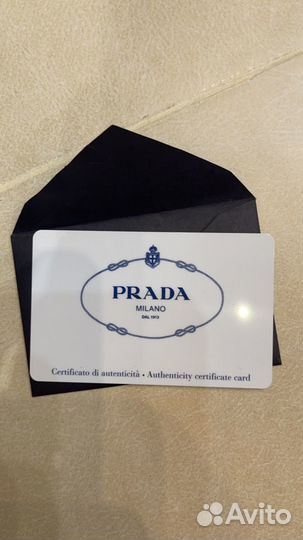 PRADA
MILANO
DAL 1913
Certificato di autenticità • Authenticity certificate card
Avito